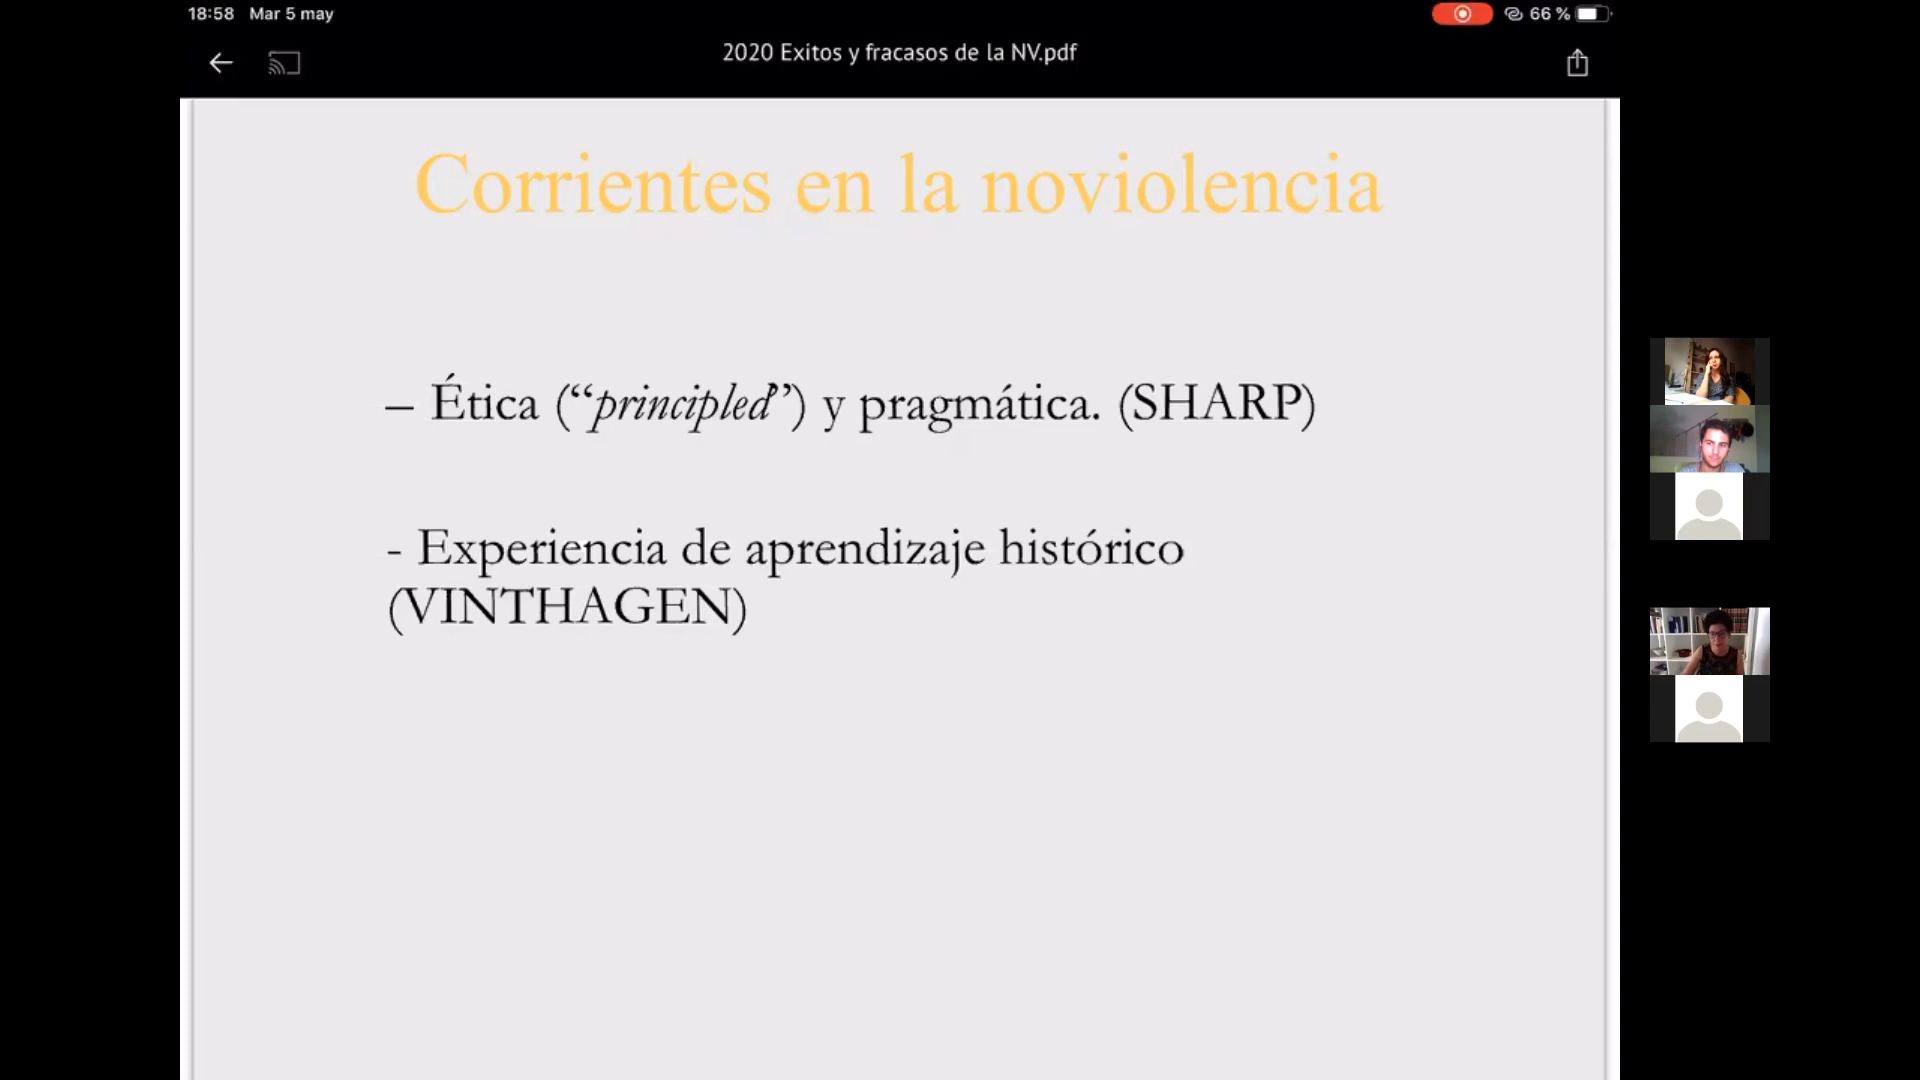 18:58 Mar 5 may
66 %
2020 Exitos y fracasos de la NV.pdf
Corrientes en la noviolencia
– Ética (“principled”) y pragmática. (SHARP)
- Experiencia de aprendizaje histórico
(VINTHAGEN)